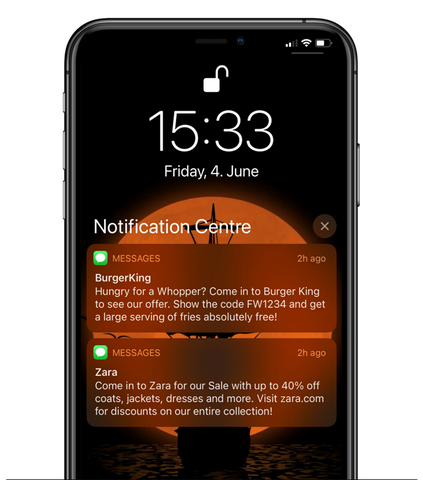 15:33
Friday, 4. June
Notification Centre
MESSAGES 2h ago
BurgerKing
Hungry for a Whopper? Come in to Burger King
to see our offer. Show the code FW1234 and get
a large serving of fries absolutely free!
MESSAGES 2h ago
Zara
Come in to Zara for our Sale with up to 40% off
coats, jackets, dresses and more. Visit zara.com
for discounts on our entire collection!